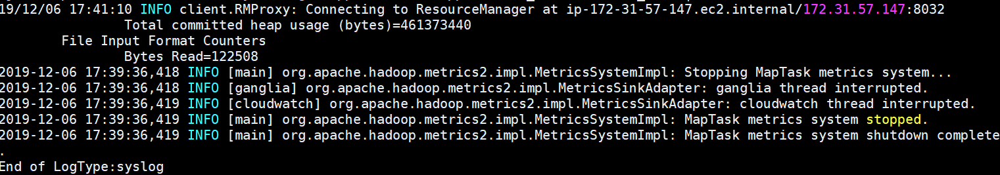 19/12/06 17:41:10 INFO client.RMProxy: Connecting to ResourceManager at ip-172-31-57-147.ec2.internal/172.31.57.147:8032
Total committed heap usage (bytes)=461373440
File Input Format Counters
Bytes Read=122508
2019-12-06 17:39:36,418 INFO [main] org.apache.hadoop.metrics2.impl.MetricsSystemImpl: Stopping MapTask metrics system...
2019-12-06 17:39:36,418 INFO [ganglia] org.apache.hadoop.metrics2.impl.MetricsSinkAdapter: ganglia thread interrupted.
2019-12-06 17:39:36,419 INFO [cloudwatch] org.apache.hadoop.metrics2.impl.MetricsSinkAdapter: cloudwatch thread interrupted.
2019-12-06 17:39:36,419 INFO [main] org.apache.hadoop.metrics2.impl.MetricsSystemImpl: MapTask metrics system stopped.
2019-12-06 17:39:36,419 INFO [main] org.apache.hadoop.metrics2.impl.MetricsSystemImpl: MapTask metrics system shutdown complete
.
End of LogType:syslog